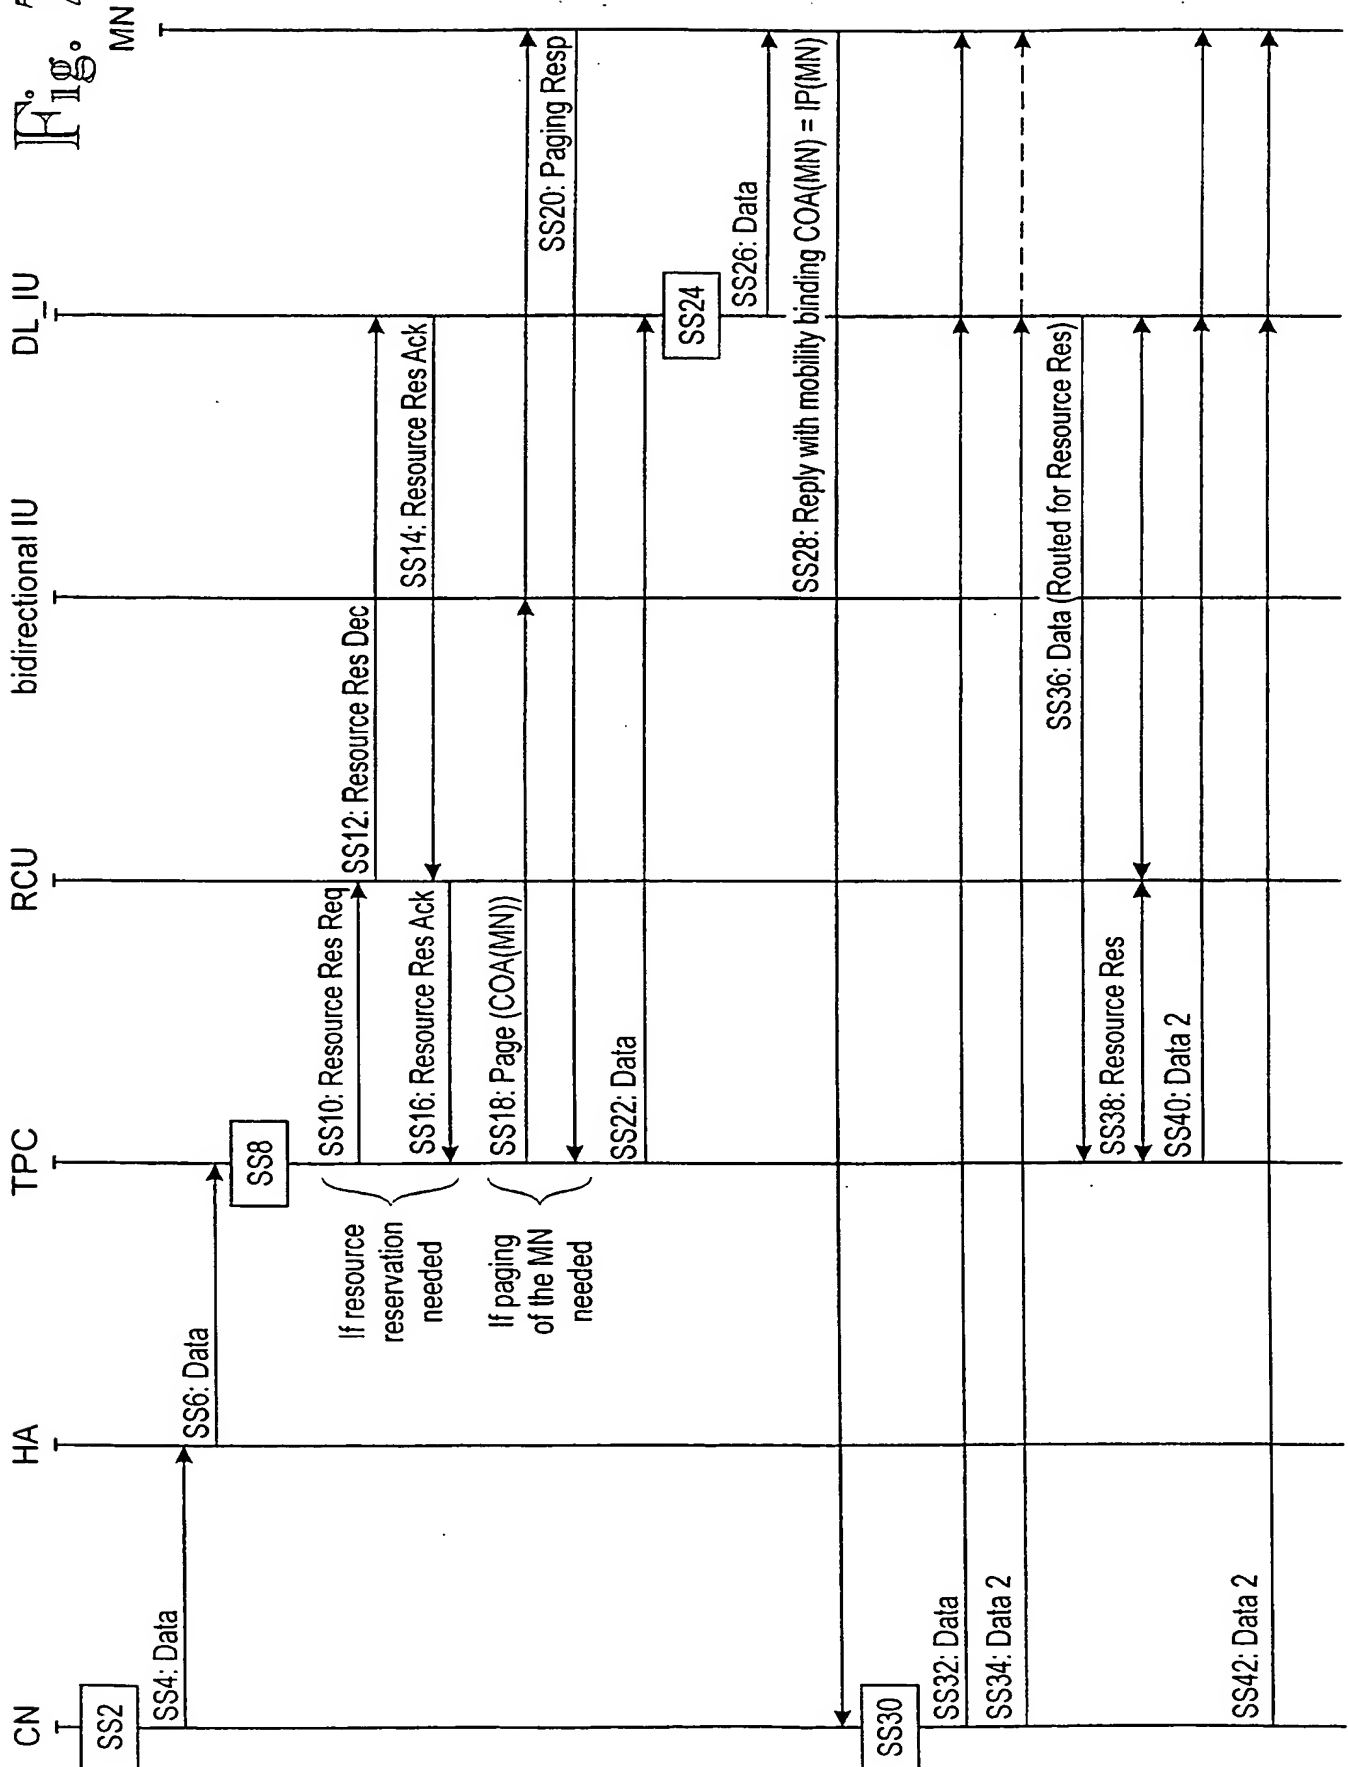 Fig.
CN
HA
TPC
RCU
bidirectional IU
DL_IU
MN
SS2
SS4: Data
SS6: Data
SS8
If resource
reservation
needed
SS10: Resource Res Req
SS12: Resource Res Dec
SS14: Resource Res Ack
SS16: Resource Res Ack
If paging
of the MN
needed
SS18: Page (COA(MN))
SS20: Paging Resp
SS22: Data
SS24
SS26: Data
SS28: Reply with mobility binding COA(MN) = IP(MN)
SS30
SS32: Data
SS34: Data 2
SS36: Data (Routed for Resource Res)
SS38: Resource Res
SS40: Data 2
SS42: Data 2